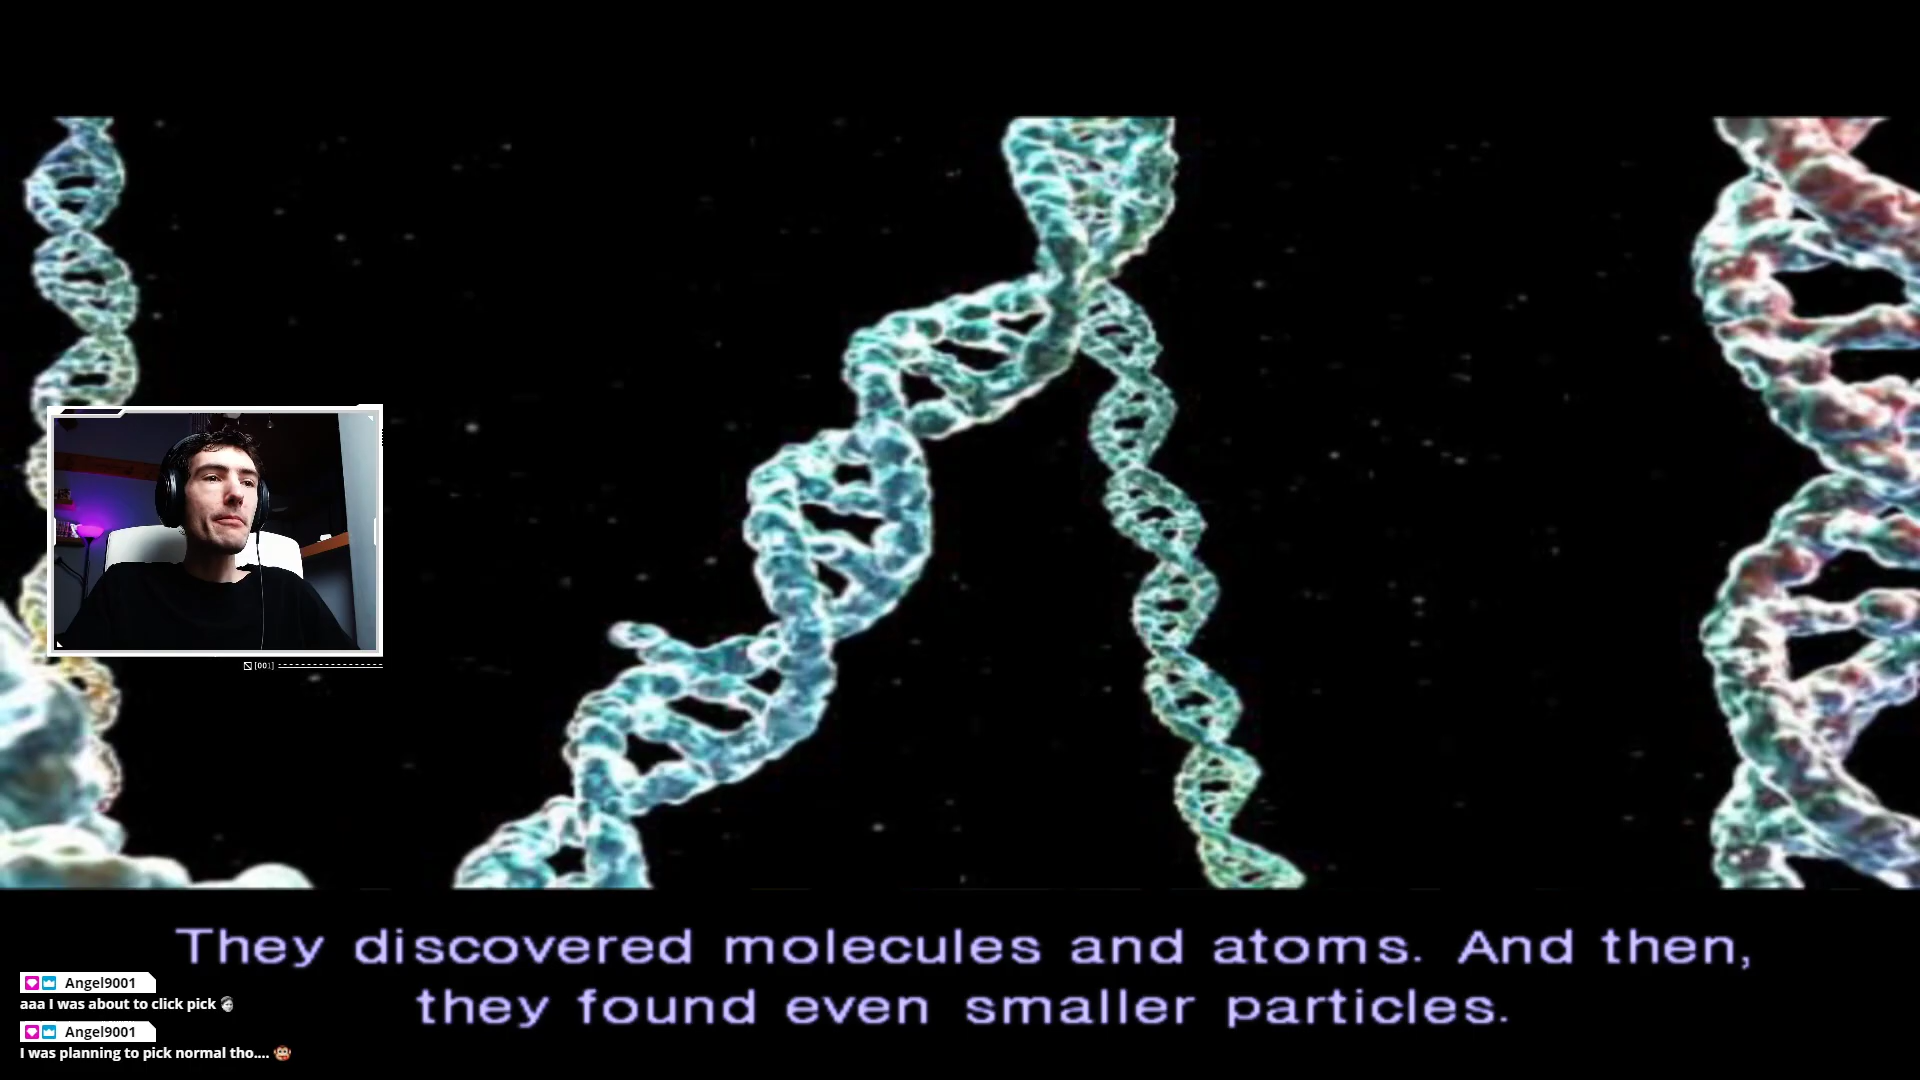 [001]
They discovered molecules and atoms. And then,
they found even smaller particles.
Angel9001
aaa I was about to click pick
Angel9001
I was planning to pick normal tho....